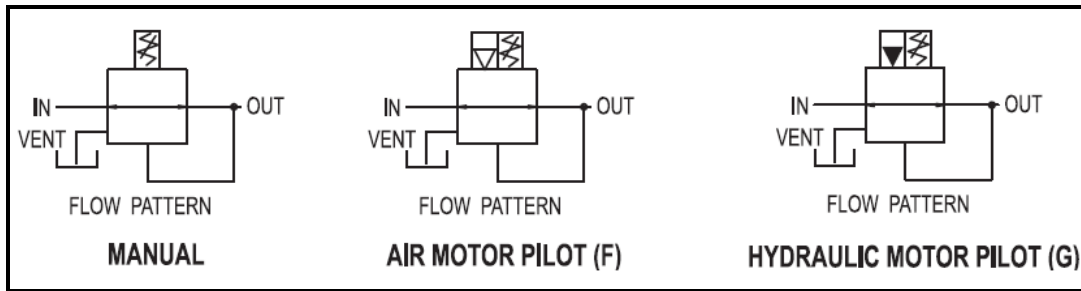 IN
OUT
VENT
FLOW PATTERN
MANUAL
IN
OUT
VENT
FLOW PATTERN
AIR MOTOR PILOT (F)
IN
OUT
VENT
FLOW PATTERN
HYDRAULIC MOTOR PILOT (G)